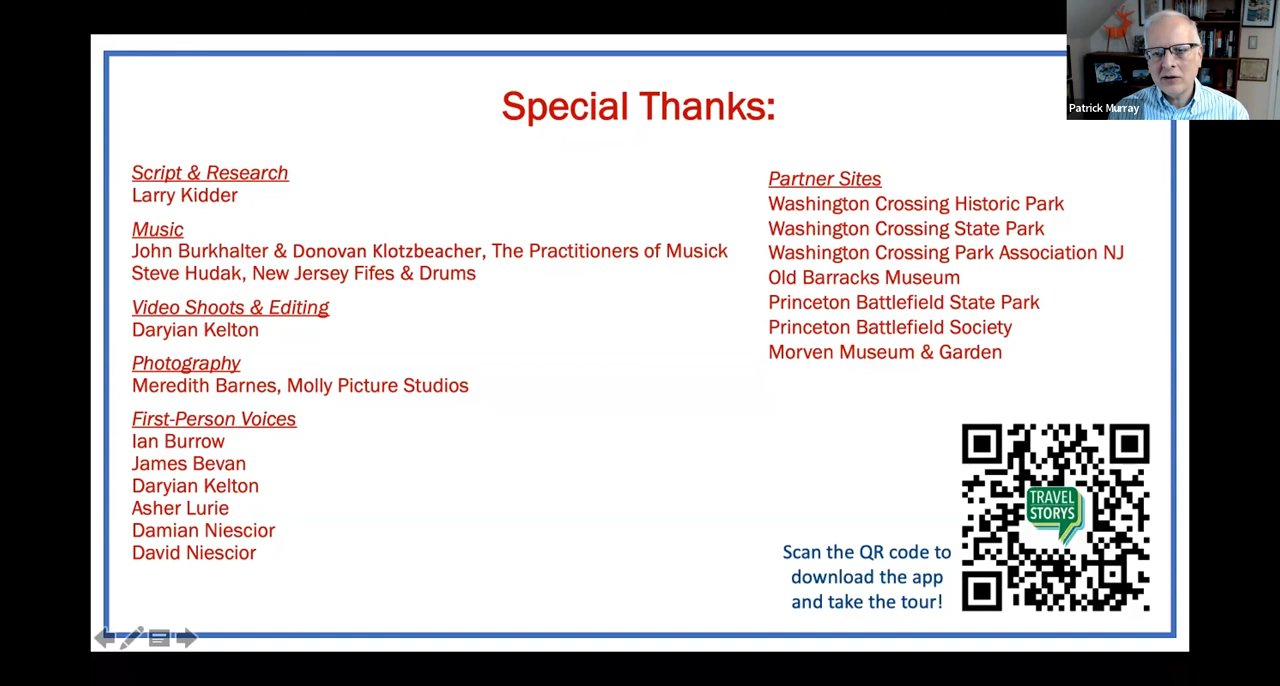 Patrick Murray
Special Thanks:
Script & Research
Larry Kidder
Music
John Burkhalter & Donovan Klotzbeacher, The Practitioners of Musick
Steve Hudak, New Jersey Fifes & Drums
Video Shoots & Editing
Daryian Kelton
Photography
Meredith Barnes, Molly Picture Studios
First-Person Voices
Ian Burrow
James Bevan
Daryian Kelton
Asher Lurie
Damian Niescior
David Niescior
Partner Sites
Washington Crossing Historic Park
Washington Crossing State Park
Washington Crossing Park Association NJ
Old Barracks Museum
Princeton Battlefield State Park
Princeton Battlefield Society
Morven Museum & Garden
Scan the QR code to
download the app
and take the tour!
TRAVEL
STORYS